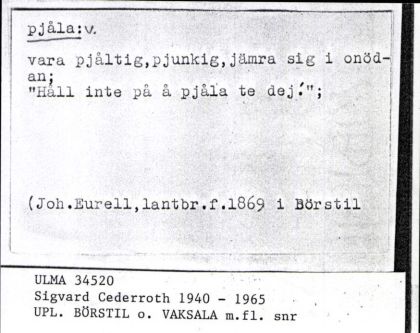 pjåla:v.
vara pjåltig,pjunkig,jämra sig i onöd-
an;
"Håll inte på å pjåla te dej!";
(Joh.Eurell,lantbr.f.1869 i Börstil
ULMA 34520
Sigvard Cederroth 1940 - 1965
UPL. BÖRSTIL o. VAKSALA m.fl. snr